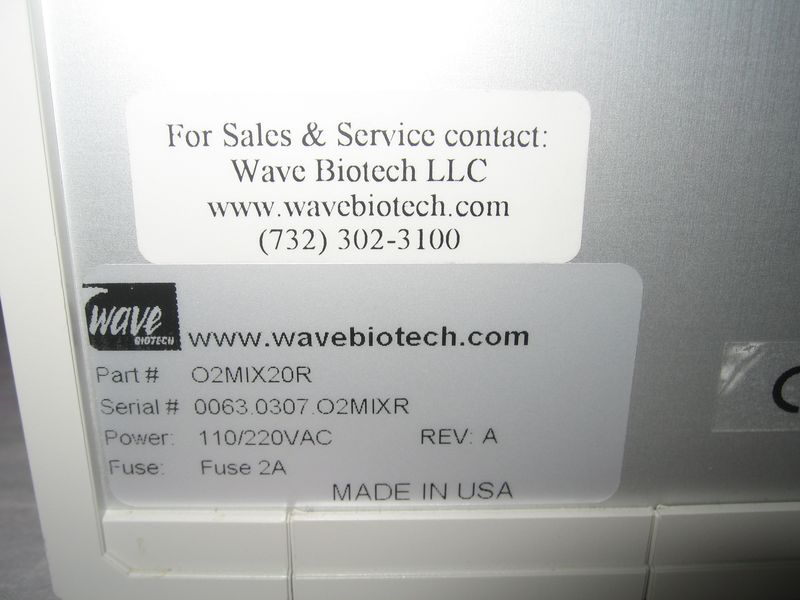 For Sales & Service contact:
Wave Biotech LLC
www.wavebiotech.com
(732) 302-3100
wave
BIOTECH
www.wavebiotech.com
Part # O2MIX20R
Serial # 0063.0307.O2MIXR
Power: 110/220VAC REV: A
Fuse: Fuse 2A
MADE IN USA